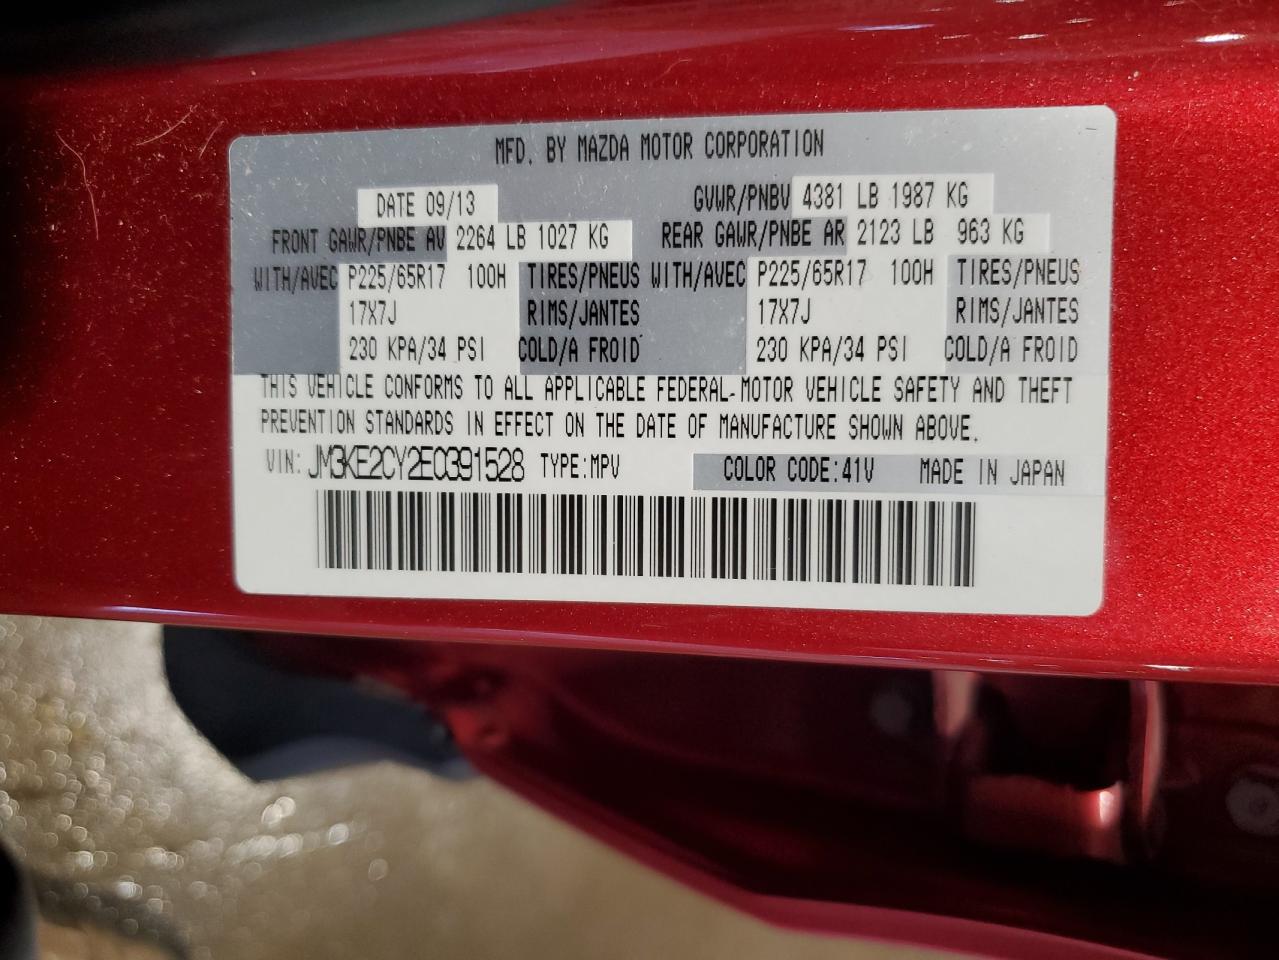 MFD. BY MAZDA MOTOR CORPORATION
DATE 09/13 GVWR/PNBV 4381 LB 1987 KG
FRONT GAWR/PNBE AV 2264 LB 1027 KG REAR GAWR/PNBE AR 2123 LB 963 KG
WITH/AVEC P225/65R17 100H TIRES/PNEUS WITH/AVEC P225/65R17 100H TIRES/PNEUS
17X7J RIMS/JANTES 17X7J RIMS/JANTES
230 KPA/34 PSI COLD/A FROID 230 KPA/34 PSI COLD/A FROID
THIS VEHICLE CONFORMS TO ALL APPLICABLE FEDERAL-MOTOR VEHICLE SAFETY AND THEFT
PREVENTION STANDARDS IN EFFECT ON THE DATE OF MANUFACTURE SHOWN ABOVE.
VIN: JM3KE2CY2E0391528 TYPE:MPV COLOR CODE:41V MADE IN JAPAN